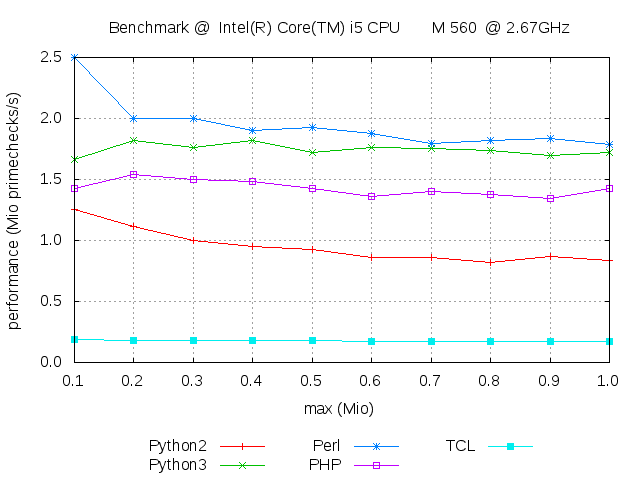 Benchmark @ Intel(R) Core(TM) i5 CPU M 560 @ 2.67GHz
performance (Mio primechecks/s)
2.5
2.0
1.5
1.0
0.5
0.0
0.1 0.2 0.3 0.4 0.5 0.6 0.7 0.8 0.9 1.0
max (Mio)
Python2 Perl TCL
Python3 PHP